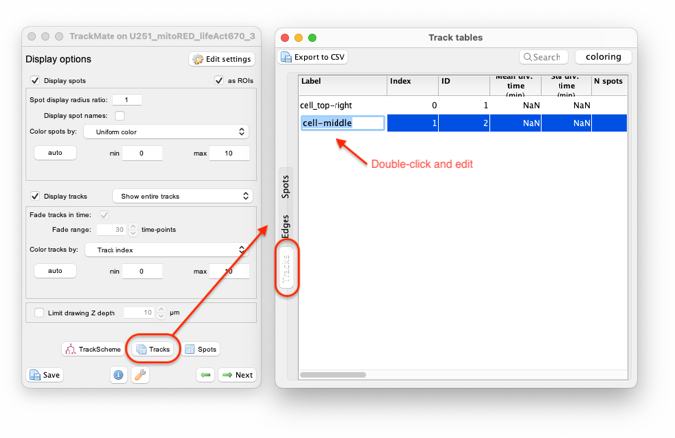 TrackMate on U251_mitoRED_lifeAct670_3
Display options
Edit settings
Display spots
as ROIs
Spot display radius ratio: 1
Display spot names:
Color spots by: Uniform color
auto min 0 max 10
Display tracks Show entire tracks
Fade tracks in time:
Fade range: 30 time-points
Color tracks by: Track index
auto min 0 max 10
Limit drawing Z depth 10 µm
TrackScheme Tracks Spots
Save Next
Track tables
Export to CSV Search coloring
Label Index ID Mean div. time (min) Std div. time (min) N spots
cell_top-right 0 1 NaN NaN
cell-middle 1 2 NaN NaN
Double-click and edit
Spots
Edges
Tracks